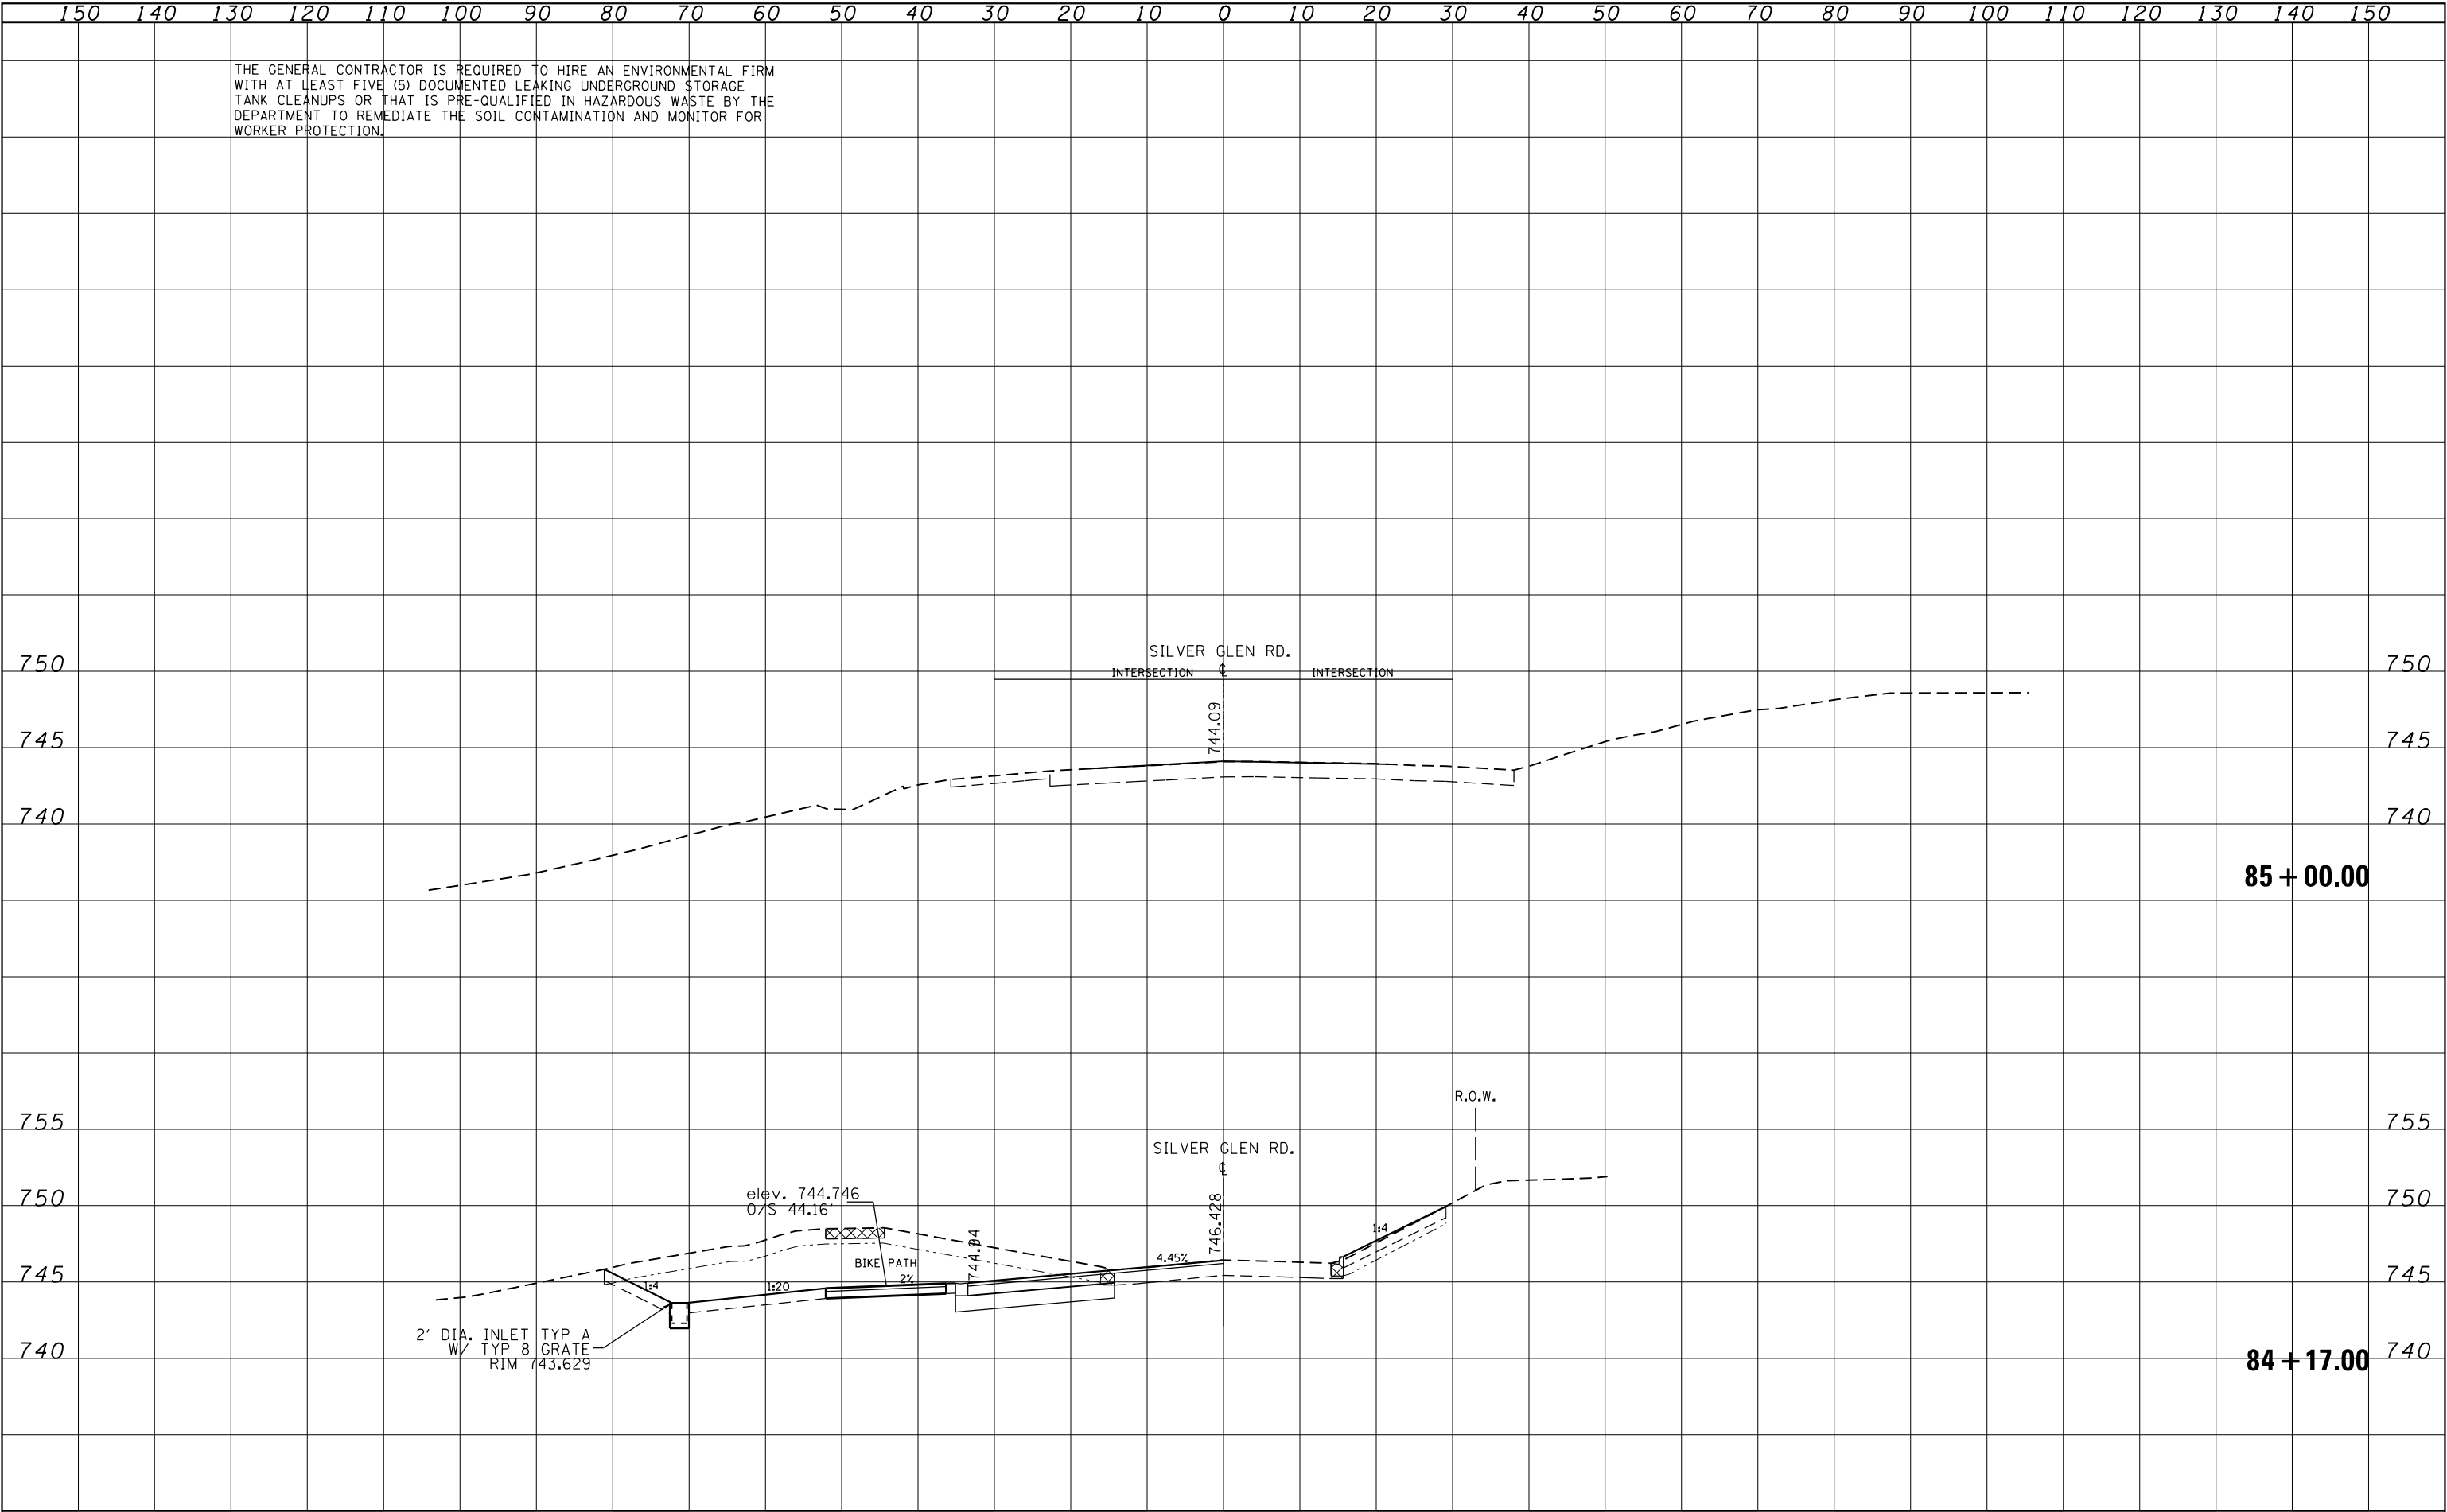 150 140 130 120 110 100 90 80 70 60 50 40 30 20 10 0 10 20 30 40 50 60 70 80 90 100 110 120 130 140 150
THE GENERAL CONTRACTOR IS REQUIRED TO HIRE AN ENVIRONMENTAL FIRM
WITH AT LEAST FIVE (5) DOCUMENTED LEAKING UNDERGROUND STORAGE
TANK CLEANUPS OR THAT IS PRE-QUALIFIED IN HAZARDOUS WASTE BY THE
DEPARTMENT TO REMEDIATE THE SOIL CONTAMINATION AND MONITOR FOR
WORKER PROTECTION.
SILVER GLEN RD.
℄
750 INTERSECTION INTERSECTION 750
744.09
745 745
740 740
85+00.00
R.O.W.
755 755
SILVER GLEN RD.
℄
750 750
elev. 744.746
O/S 44.16'
746.428
744.94
1:4
4.45%
BIKE PATH
2%
745 1:4 1:20 745
2' DIA. INLET TYP A
W/ TYP 8 GRATE
RIM 743.629
740 84+17.00 740